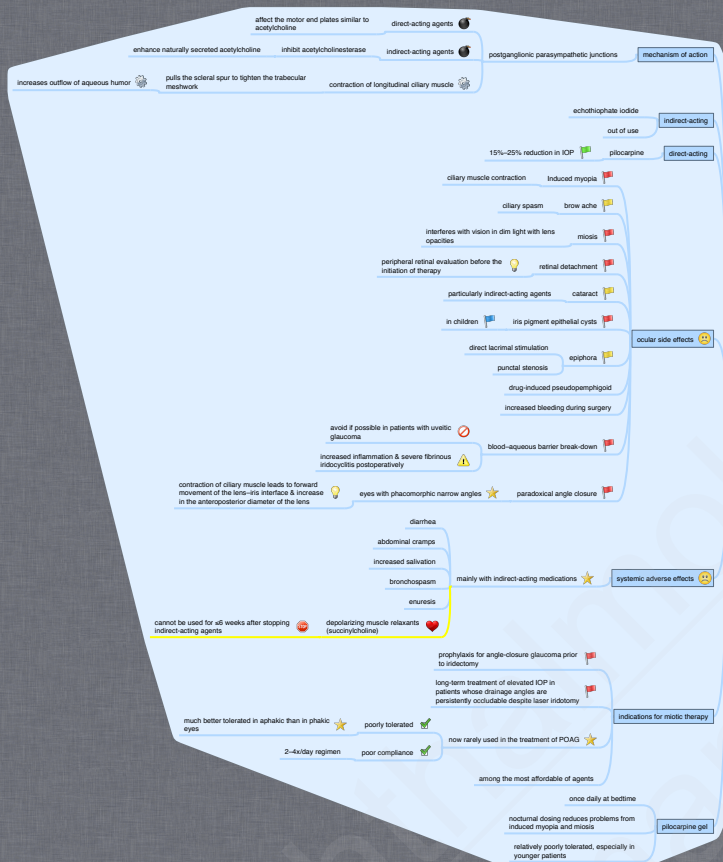 affect the motor end plates similar to
acetylcholine
direct-acting agents
enhance naturally secreted acetylcholine
inhibit acetylcholinesterase
indirect-acting agents
postganglionic parasympathetic junctions
mechanism of action
increases outflow of aqueous humor
pulls the scleral spur to tighten the trabecular
meshwork
contraction of longitudinal ciliary muscle
echothiophate iodide
indirect-acting
out of use
15%–25% reduction in IOP
pilocarpine
direct-acting
ciliary muscle contraction
Induced myopia
ciliary spasm
brow ache
interferes with vision in dim light with lens
opacities
miosis
peripheral retinal evaluation before the
initiation of therapy
retinal detachment
particularly indirect-acting agents
cataract
in children
iris pigment epithelial cysts
ocular side effects
direct lacrimal stimulation
epiphora
punctal stenosis
drug-induced pseudopemphigoid
increased bleeding during surgery
avoid if possible in patients with uveitic
glaucoma
blood–aqueous barrier break-down
increased inflammation & severe fibrinous
iridocyclitis postoperatively
contraction of ciliary muscle leads to forward
movement of the lens–iris interface & increase
in the anteroposterior diameter of the lens
eyes with phacomorphic narrow angles
paradoxical angle closure
diarrhea
abdominal cramps
increased salivation
bronchospasm
mainly with indirect-acting medications
systemic adverse effects
enuresis
cannot be used for ≤6 weeks after stopping
indirect-acting agents
STOP
depolarizing muscle relaxants
(succinylcholine)
prophylaxis for angle-closure glaucoma prior
to iridectomy
long-term treatment of elevated IOP in
patients whose drainage angles are
persistently occludable despite laser iridotomy
indications for miotic therapy
much better tolerated in aphakic than in phakic
eyes
poorly tolerated
now rarely used in the treatment of POAG
2–4x/day regimen
poor compliance
among the most affordable of agents
once daily at bedtime
nocturnal dosing reduces problems from
induced myopia and miosis
pilocarpine gel
relatively poorly tolerated, especially in
younger patients